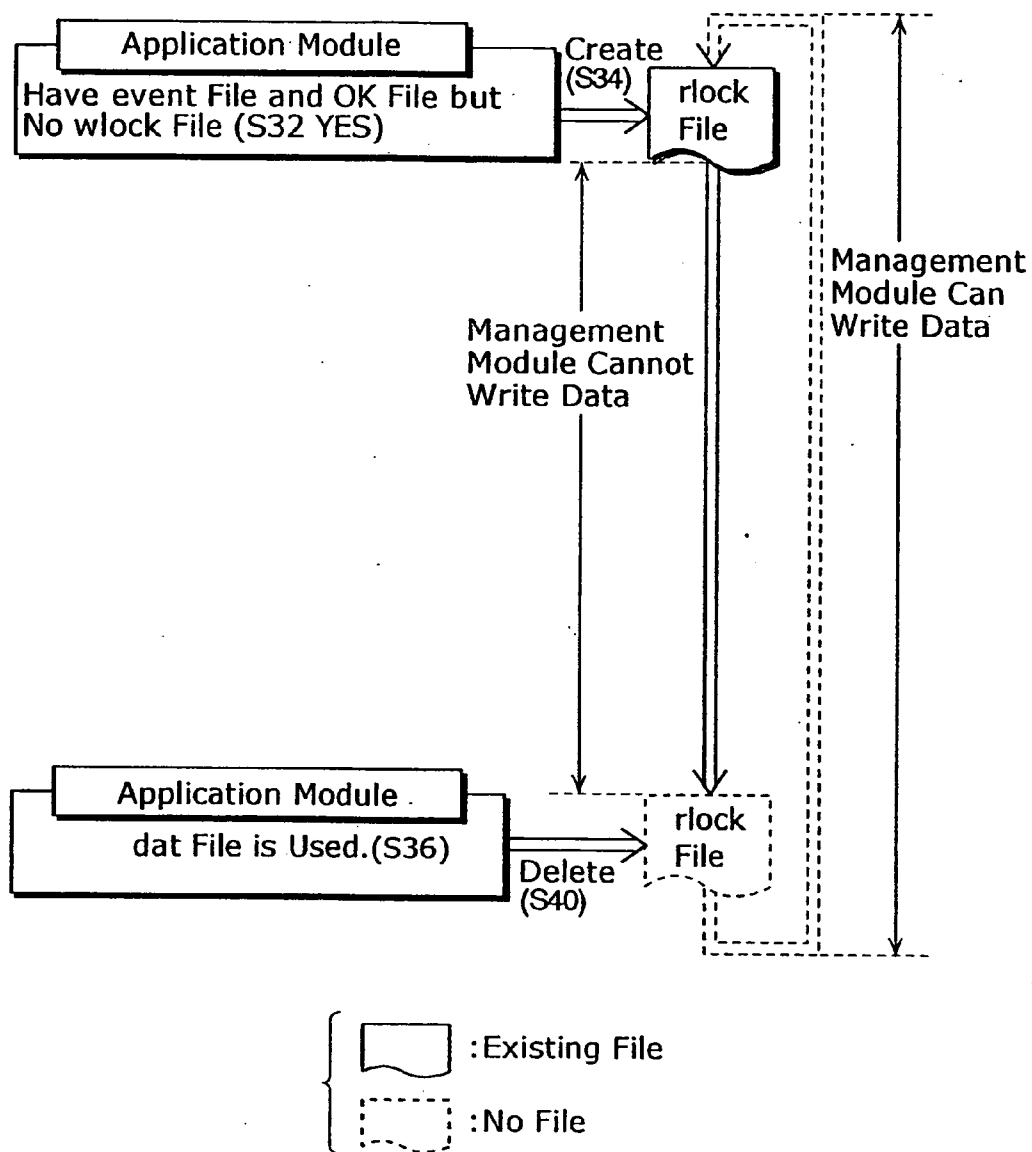 Application Module
Have event File and OK File but
No wlock File (S32 YES)
Create
(S34)
rlock
File
Management
Module Can
Write Data
Management
Module Cannot
Write Data
Application Module
dat File is Used.(S36)
Delete
(S40)
rlock
File
:Existing File
:No File